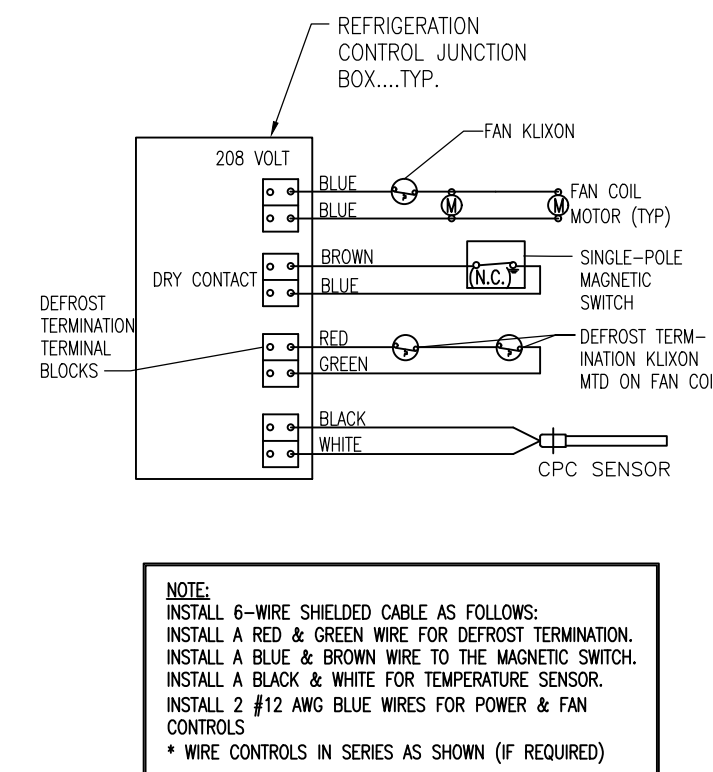 REFRIGERATION
CONTROL JUNCTION
BOX....TYP.
FAN KLIXON
208 VOLT
BLUE
BLUE
M
M
FAN COIL
MOTOR (TYP)
DRY CONTACT
BROWN
BLUE
(N.C.)
SINGLE-POLE
MAGNETIC
SWITCH
DEFROST
TERMINATION
TERMINAL
BLOCKS
RED
GREEN
DEFROST TERM-
INATION KLIXON
MTD ON FAN COI
BLACK
WHITE
CPC SENSOR
NOTE:
INSTALL 6-WIRE SHIELDED CABLE AS FOLLOWS:
INSTALL A RED & GREEN WIRE FOR DEFROST TERMINATION.
INSTALL A BLUE & BROWN WIRE TO THE MAGNETIC SWITCH.
INSTALL A BLACK & WHITE FOR TEMPERATURE SENSOR.
INSTALL 2 #12 AWG BLUE WIRES FOR POWER & FAN
CONTROLS
* WIRE CONTROLS IN SERIES AS SHOWN (IF REQUIRED)